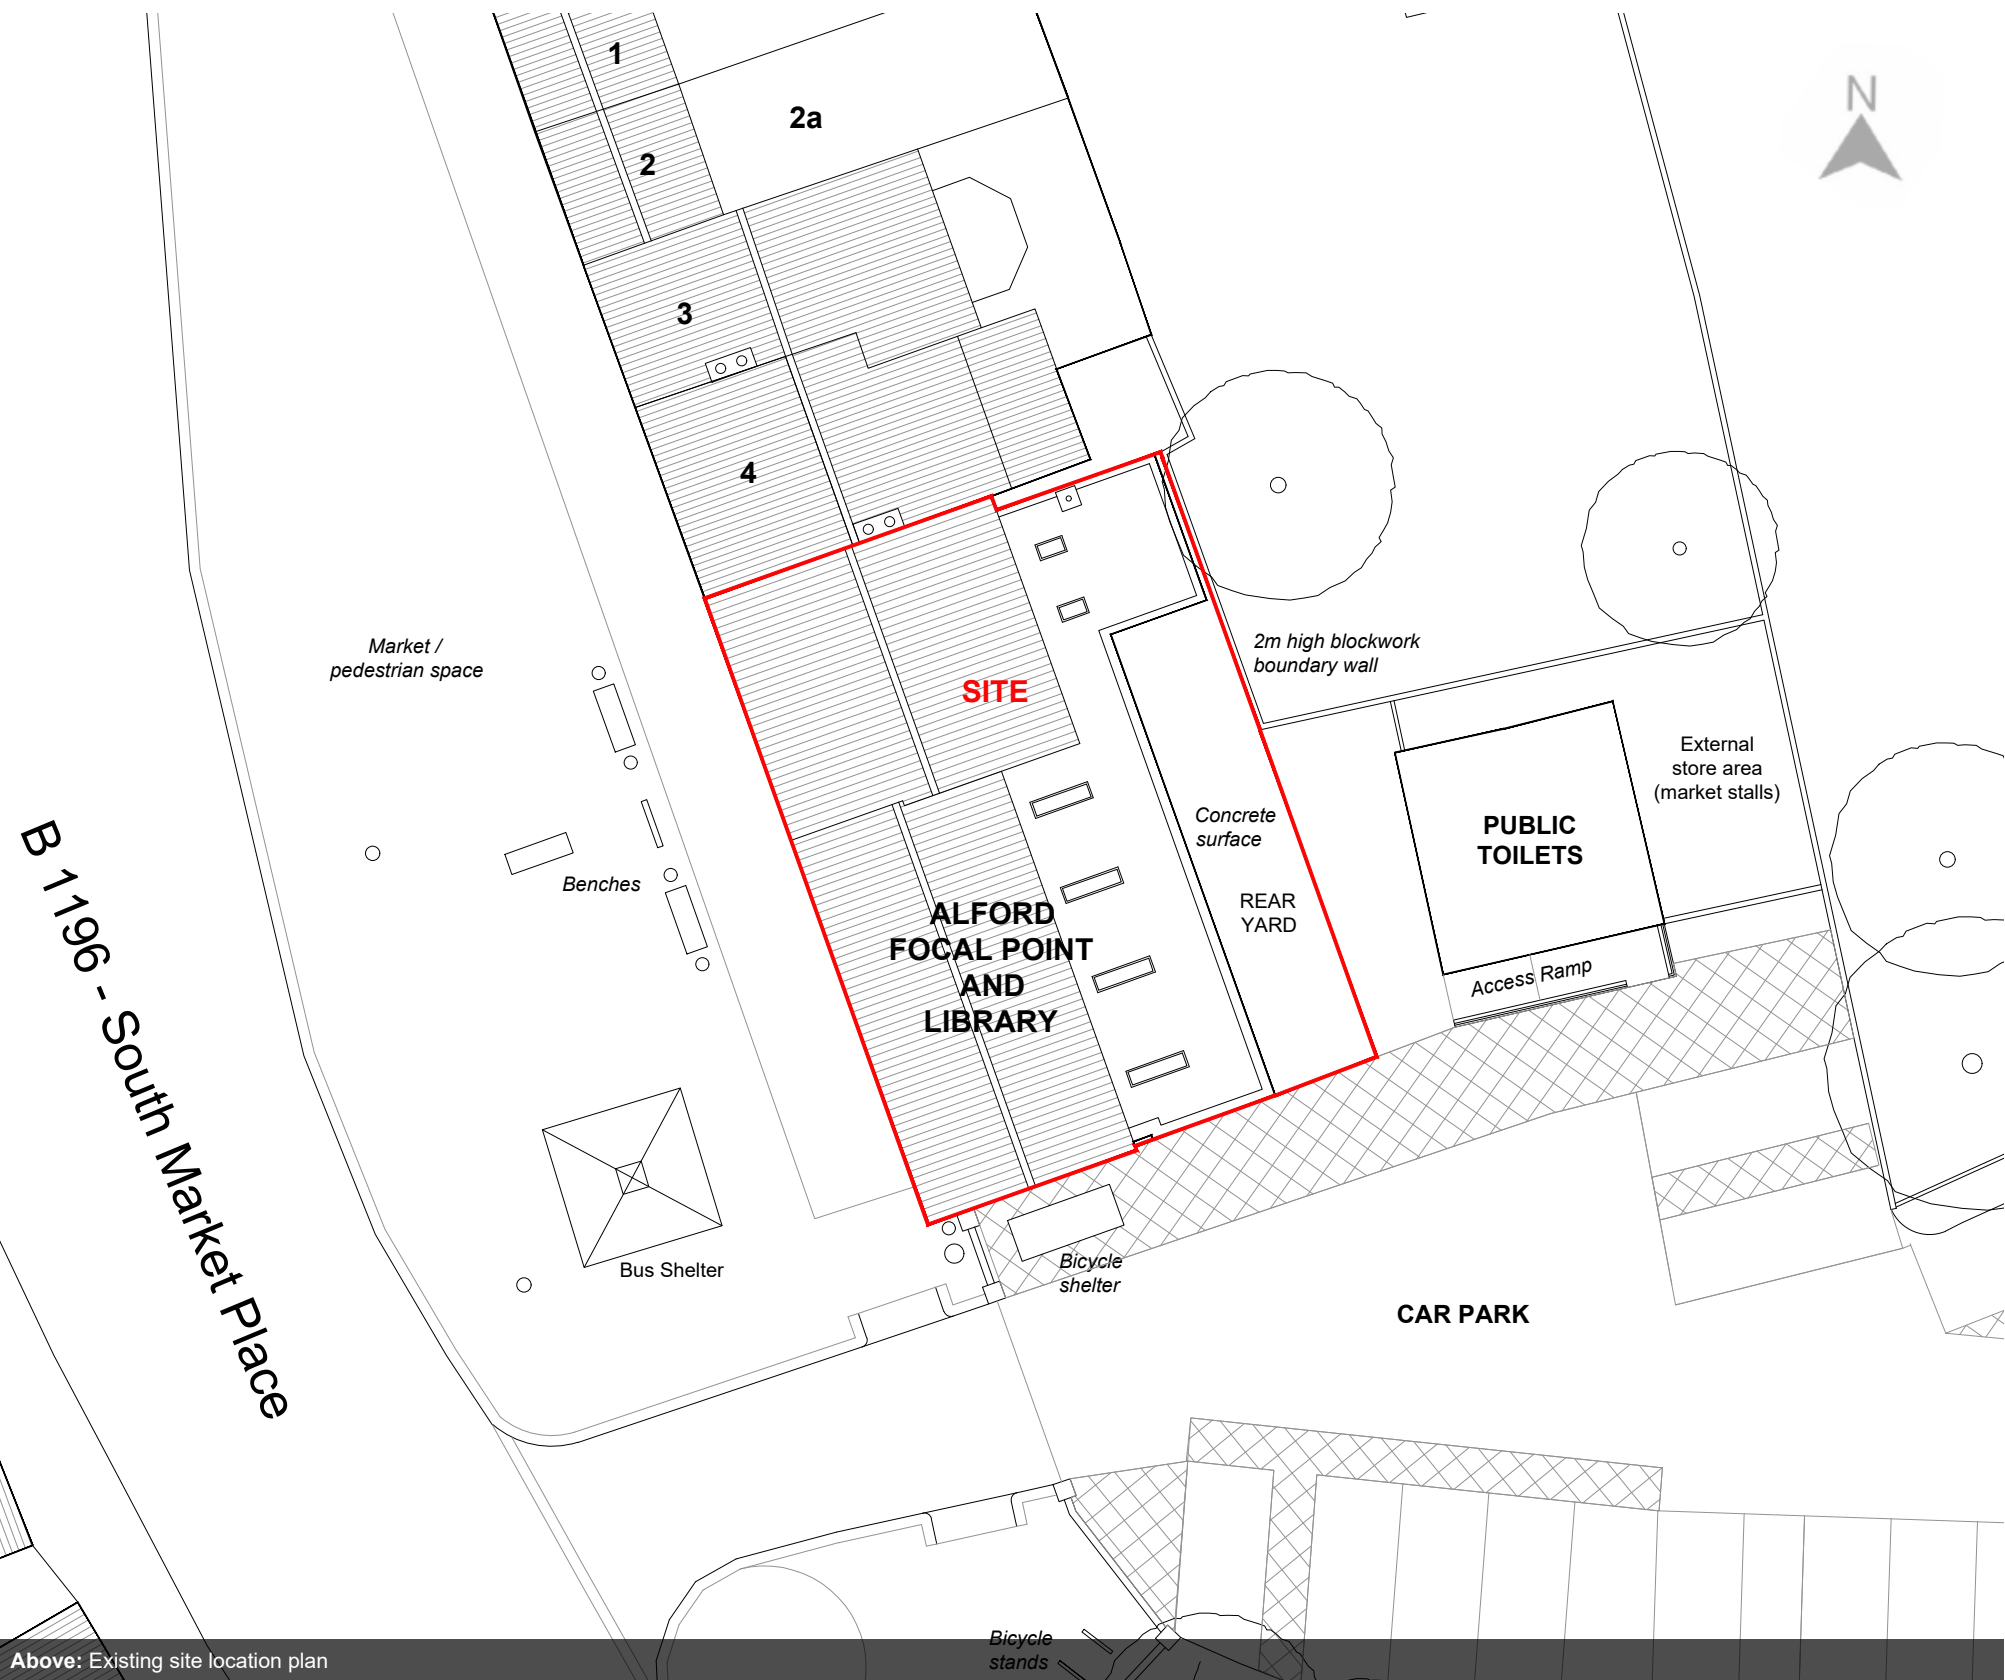 1
N
2a
2
3
4
Market /
pedestrian space
2m high blockwork
boundary wall
SITE
External
store area
(market stalls)
Concrete
surface
PUBLIC
TOILETS
B 1196 - South Market Place
Benches
REAR
YARD
ALFORD
FOCAL POINT
AND
LIBRARY
Access Ramp
Bus Shelter
Bicycle
shelter
CAR PARK
Bicycle
stands
Above: Existing site location plan